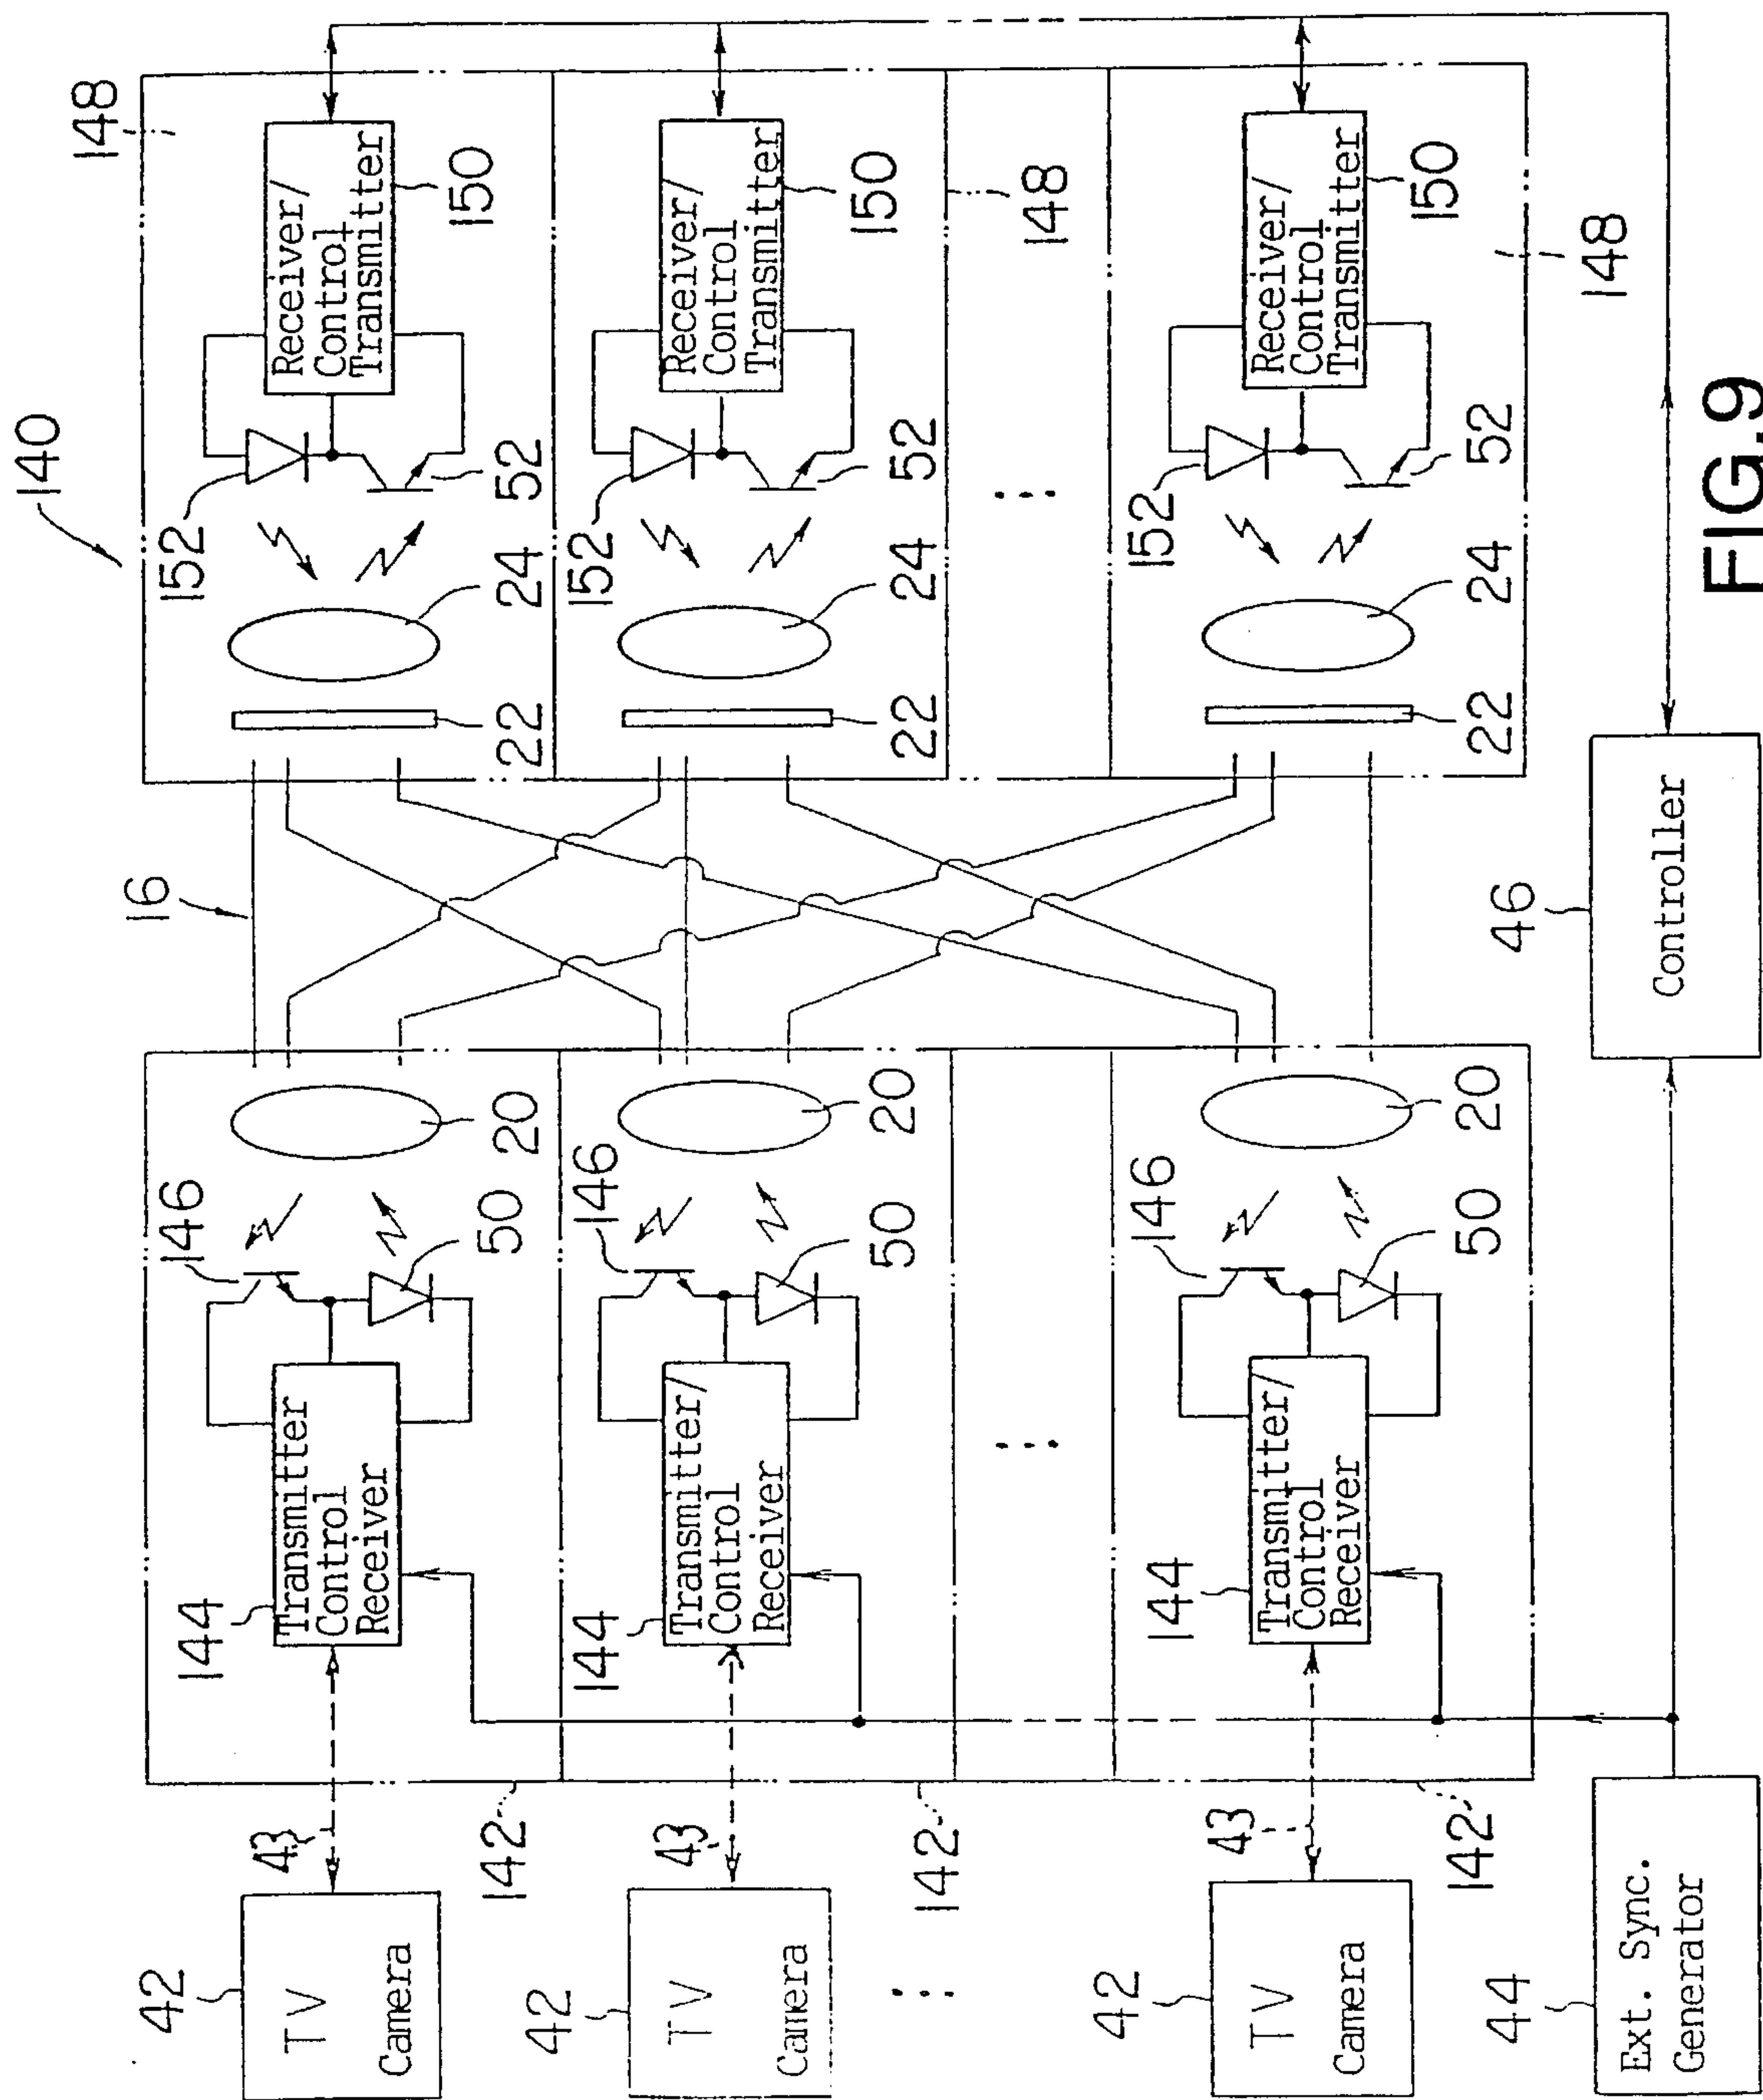 140
148
142
TV
Camera
42
43
144
Transmitter
Control
Receiver
146
50
20
16
22
24
152
52
Receiver/
Control
Transmitter
150
TV
Camera
42
43
142
144
Transmitter/
Control
Receiver
146
50
20
22
24
152
52
Receiver/
Control
Transmitter
150
148
TV
Camera
42
43
142
144
Transmitter/
Control
Receiver
146
50
20
22
24
152
52
Receiver/
Control
Transmitter
150
148
44
Ext. Sync.
Generator
46
Controller
FIG.9